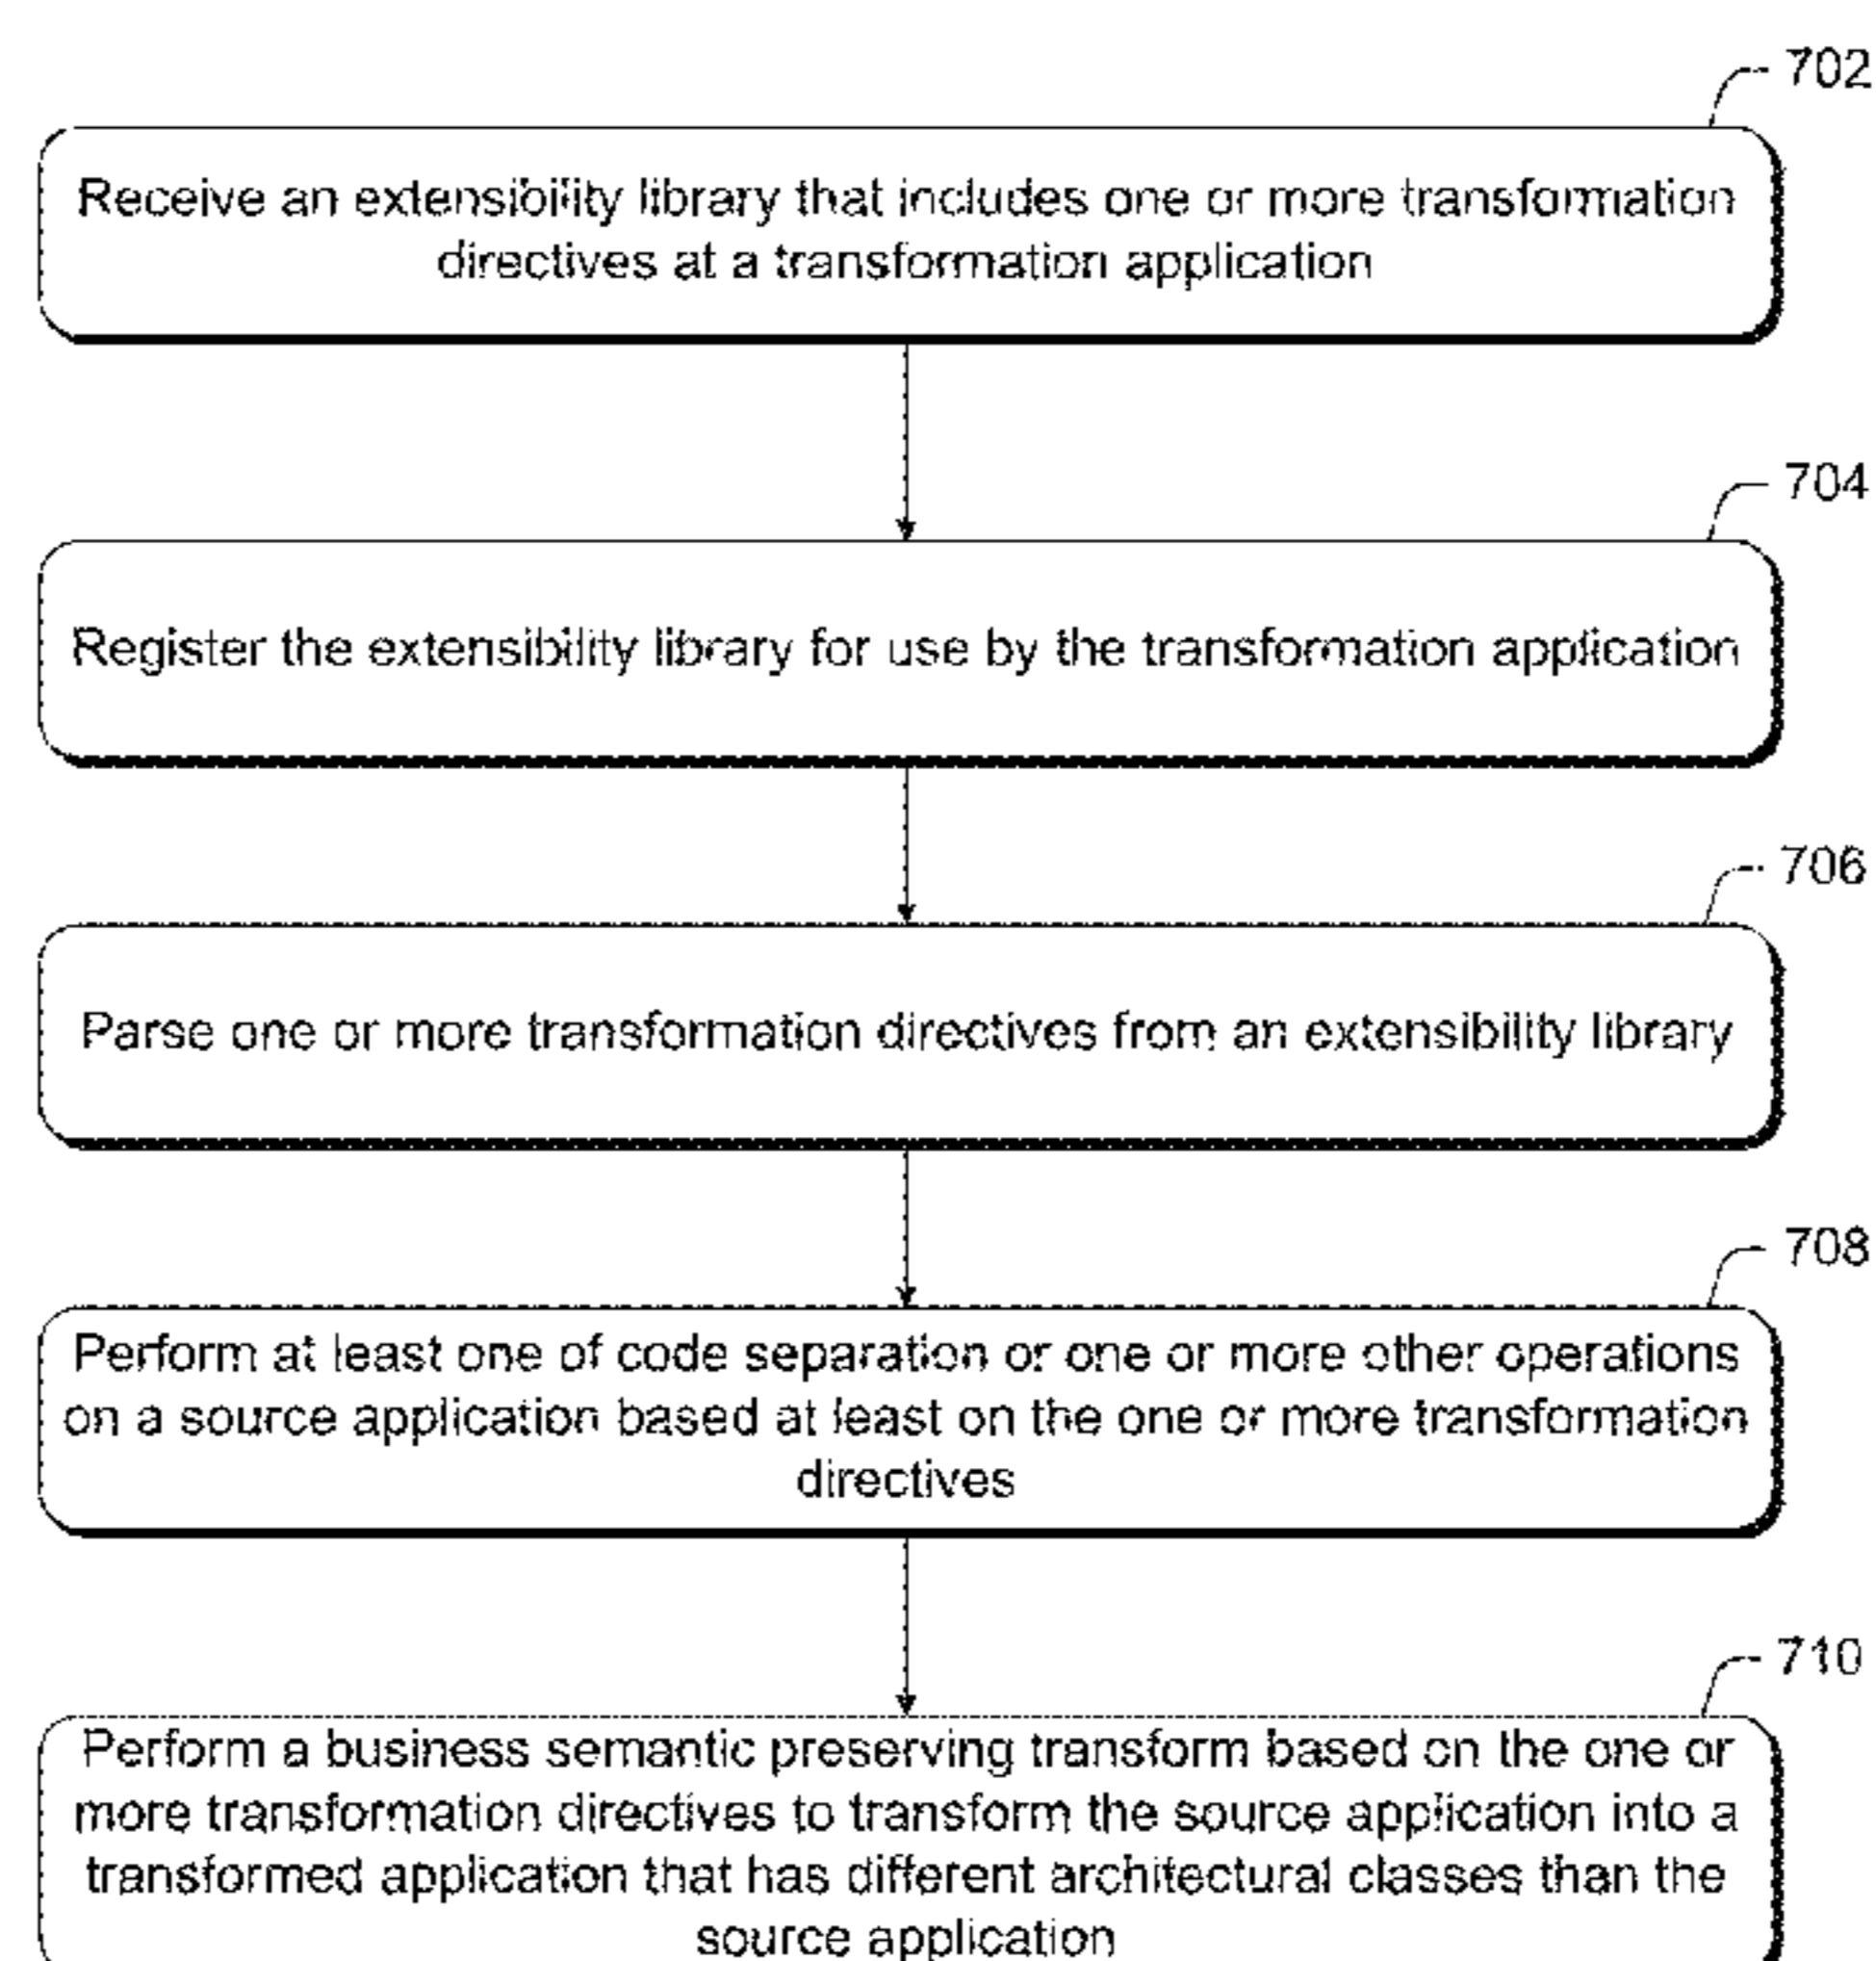 702
Receive an extensibility library that includes one or more transformation
directives at a transformation application
704
Register the extensibility library for use by the transformation application
706
Parse one or more transformation directives from an extensibility library
708
Perform at least one of code separation or one or more other operations
on a source application based at least on the one or more transformation
directives
710
Perform a business semantic preserving transform based on the one or
more transformation directives to transform the source application into a
transformed application that has different architectural classes than the
source application